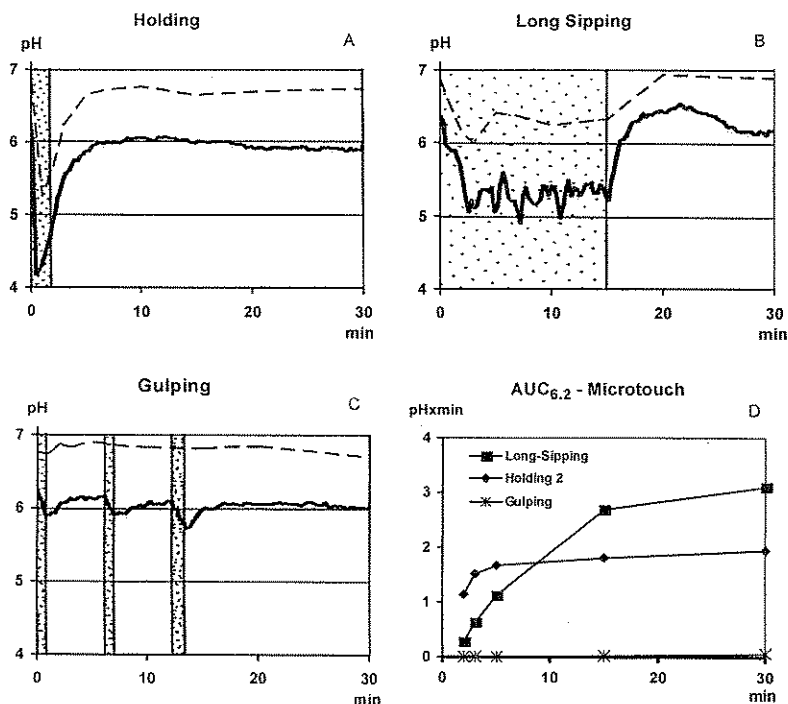 Holding
pH
A
7
6
5
4
0
10
20
30
min
Long Sipping
pH
B
7
6
5
4
0
10
20
30
min
Gulping
pH
C
7
6
5
4
0
10
20
30
min
AUC6.2 - Microtouch
pHxmin
D
4
3
2
1
0
Long-Sipping
Holding 2
Gulping
0
10
20
30
min